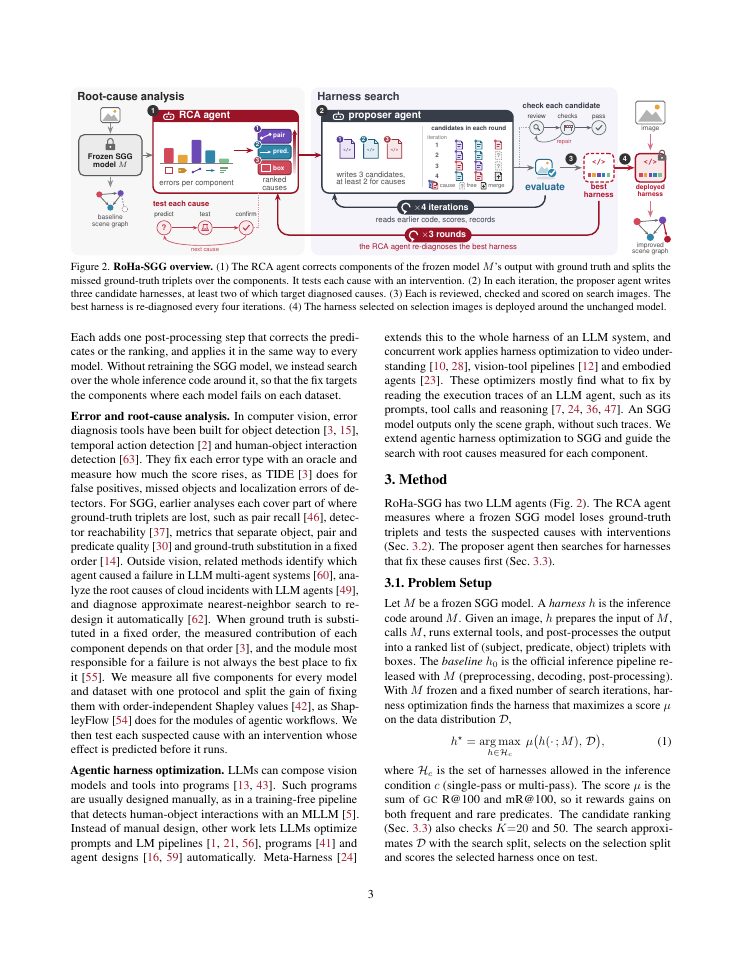 Root-cause analysis
Harness search
1
RCA agent
2
proposer agent
check each candidate
review checks pass
repair
image
Frozen SGG
model M
baseline
scene graph
errors per component
1 pair
2 pred.
3 box
ranked
causes
test each cause
predict test confirm
?
next cause
1 2 3
</> </> </>
writes 3 candidates,
at least 2 for causes
candidates in each round
iteration
1
2
3
4
cause free merge
evaluate
3
</>
best
harness
4
</>
deployed
harness
improved
scene graph
×4 iterations
reads earlier code, scores, records
×3 rounds
the RCA agent re-diagnoses the best harness
Figure 2. RoHa-SGG overview. (1) The RCA agent corrects components of the frozen model M’s output with ground truth and splits the
missed ground-truth triplets over the components. It tests each cause with an intervention. (2) In each iteration, the proposer agent writes
three candidate harnesses, at least two of which target diagnosed causes. (3) Each is reviewed, checked and scored on search images. The
best harness is re-diagnosed every four iterations. (4) The harness selected on selection images is deployed around the unchanged model.
Each adds one post-processing step that corrects the predi-
cates or the ranking, and applies it in the same way to every
model. Without retraining the SGG model, we instead search
over the whole inference code around it, so that the fix targets
the components where each model fails on each dataset.
Error and root-cause analysis. In computer vision, error
diagnosis tools have been built for object detection [3, 15],
temporal action detection [2] and human-object interaction
detection [63]. They fix each error type with an oracle and
measure how much the score rises, as TIDE [3] does for
false positives, missed objects and localization errors of de-
tectors. For SGG, earlier analyses each cover part of where
ground-truth triplets are lost, such as pair recall [46], detec-
tor reachability [37], metrics that separate object, pair and
predicate quality [30] and ground-truth substitution in a fixed
order [14]. Outside vision, related methods identify which
agent caused a failure in LLM multi-agent systems [60], ana-
lyze the root causes of cloud incidents with LLM agents [49],
and diagnose approximate nearest-neighbor search to re-
design it automatically [62]. When ground truth is substi-
tuted in a fixed order, the measured contribution of each
component depends on that order [3], and the module most
responsible for a failure is not always the best place to fix
it [55]. We measure all five components for every model
and dataset with one protocol and split the gain of fixing
them with order-independent Shapley values [42], as Shap-
leyFlow [54] does for the modules of agentic workflows. We
then test each suspected cause with an intervention whose
effect is predicted before it runs.
Agentic harness optimization. LLMs can compose vision
models and tools into programs [13, 43]. Such programs
are usually designed manually, as in a training-free pipeline
that detects human-object interactions with an MLLM [5].
Instead of manual design, other work lets LLMs optimize
prompts and LM pipelines [1, 21, 56], programs [41] and
agent designs [16, 59] automatically. Meta-Harness [24]
extends this to the whole harness of an LLM system, and
concurrent work applies harness optimization to video under-
standing [10, 28], vision-tool pipelines [12] and embodied
agents [23]. These optimizers mostly find what to fix by
reading the execution traces of an LLM agent, such as its
prompts, tool calls and reasoning [7, 24, 36, 47]. An SGG
model outputs only the scene graph, without such traces. We
extend agentic harness optimization to SGG and guide the
search with root causes measured for each component.
3. Method
RoHa-SGG has two LLM agents (Fig. 2). The RCA agent
measures where a frozen SGG model loses ground-truth
triplets and tests the suspected causes with interventions
(Sec. 3.2). The proposer agent then searches for harnesses
that fix these causes first (Sec. 3.3).
3.1. Problem Setup
Let M be a frozen SGG model. A harness h is the inference
code around M. Given an image, h prepares the input of M,
calls M, runs external tools, and post-processes the output
into a ranked list of (subject, predicate, object) triplets with
boxes. The baseline h₀ is the official inference pipeline re-
leased with M (preprocessing, decoding, post-processing).
With M frozen and a fixed number of search iterations, har-
ness optimization finds the harness that maximizes a score μ
on the data distribution 𝒟,
h⋆ = arg max μ(h(· ; M), 𝒟), (1)
h∈ℋc
where ℋc is the set of harnesses allowed in the inference
condition c (single-pass or multi-pass). The score μ is the
sum of GC R@100 and mR@100, so it rewards gains on
both frequent and rare predicates. The candidate ranking
(Sec. 3.3) also checks K=20 and 50. The search approxi-
mates 𝒟 with the search split, selects on the selection split
and scores the selected harness once on test.
3